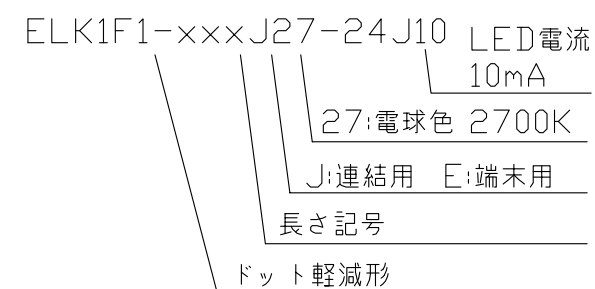 ELK1F1-xxxJ27-24J10
LED電流
10mA
27:電球色 2700K
J:連結用 E:端末用
長さ記号
ドット軽減形